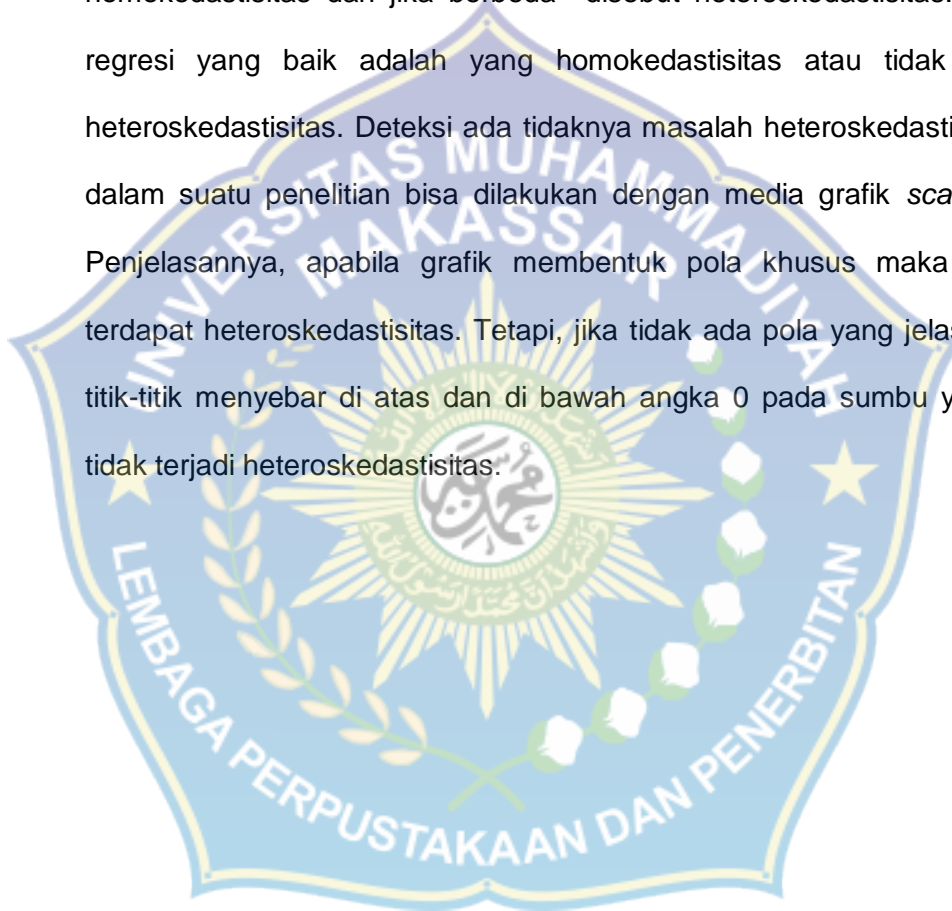 homokedastisitas dan jika berbeda disebut heteroskedastisitas.
regresi yang baik adalah yang homokedastisitas atau tidak
heteroskedastisitas. Deteksi ada tidaknya masalah
dalam suatu penelitian bisa dilakukan dengan media grafik
Penjelasannya, apabila grafik membentuk pola khusus maka
terdapat heteroskedastisitas. Tetapi, jika tidak ada pola yang
titik-titik menyebar di atas dan di bawah angka 0 pada sumbu
tidak terjadi heteroskedastisitas.
UNIVERSITAS MUHAMMADIYAH
MAKASSAR
LEMBAGA PERPUSTAKAAN DAN PENERBITAN